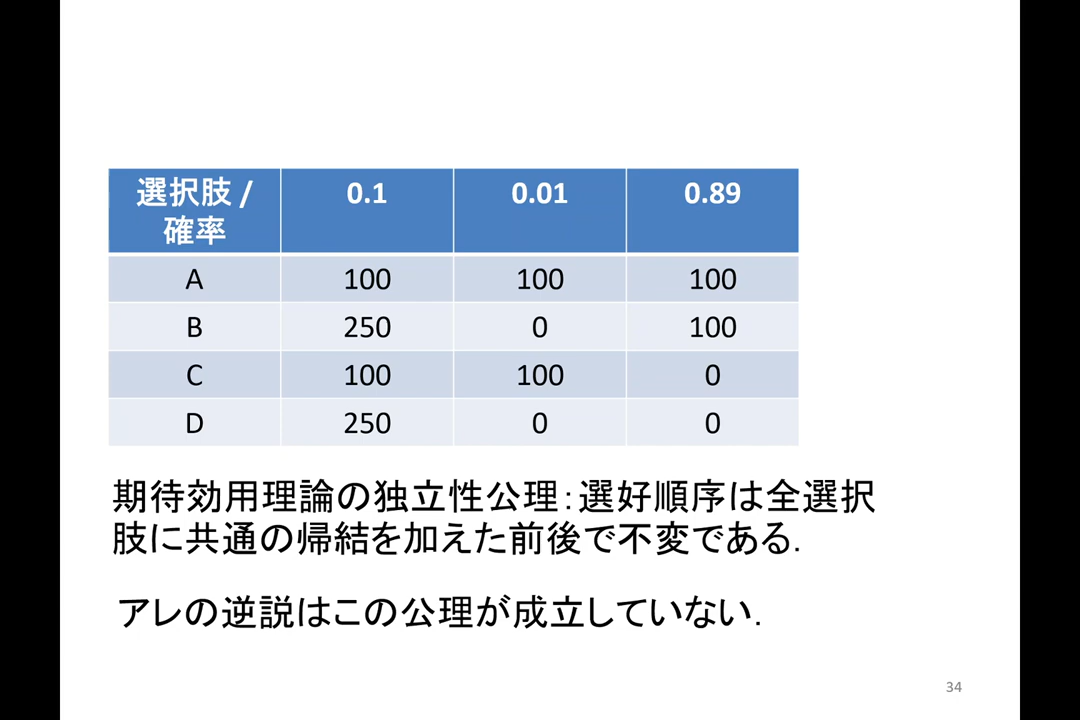 選択肢 / 確率 0.1 0.01 0.89
A 100 100 100
B 250 0 100
C 100 100 0
D 250 0 0
期待効用理論の独立性公理：選好順序は全選択
肢に共通の帰結を加えた前後で不変である.
アレの逆説はこの公理が成立していない.
34